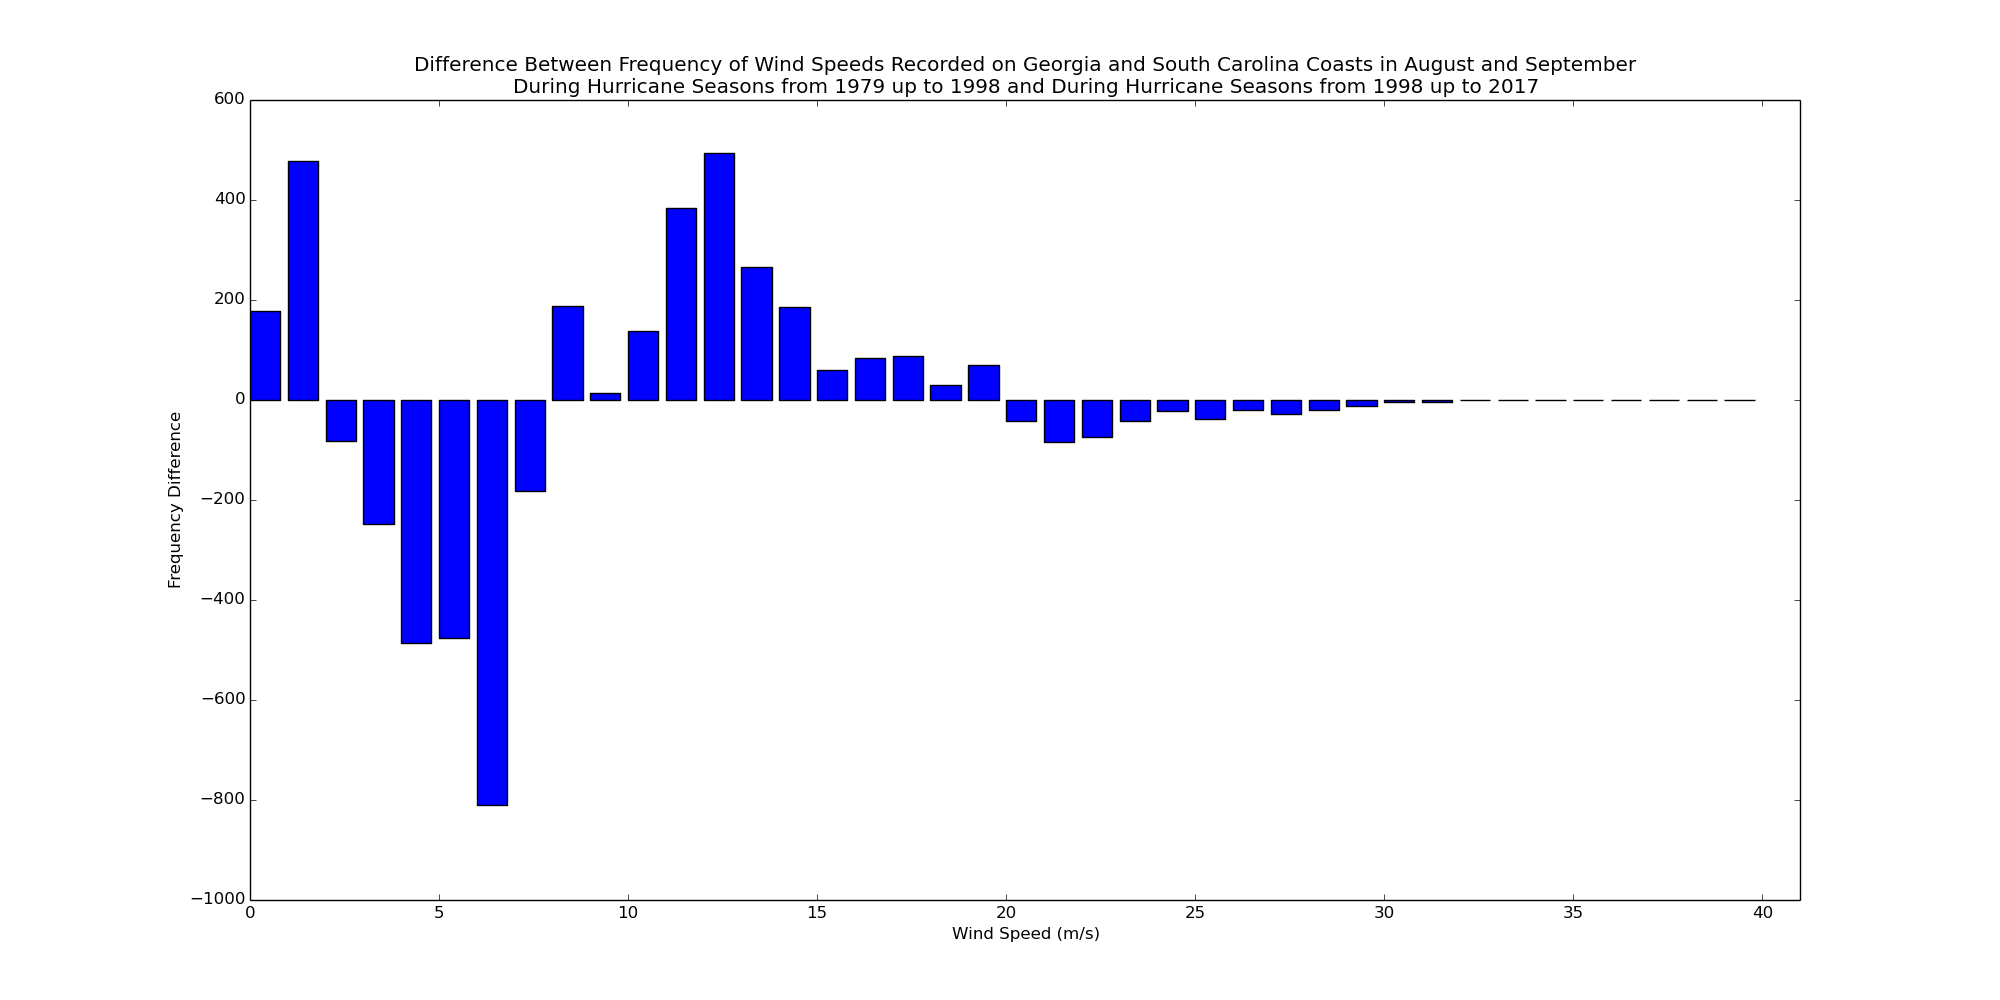 Difference Between Frequency of Wind Speeds Recorded on Georgia and South Carolina Coasts in August and September
During Hurricane Seasons from 1979 up to 1998 and During Hurricane Seasons from 1998 up to 2017
600
400
200
0
−200
−400
−600
−800
−1000
Frequency Difference
0 5 10 15 20 25 30 35 40
Wind Speed (m/s)